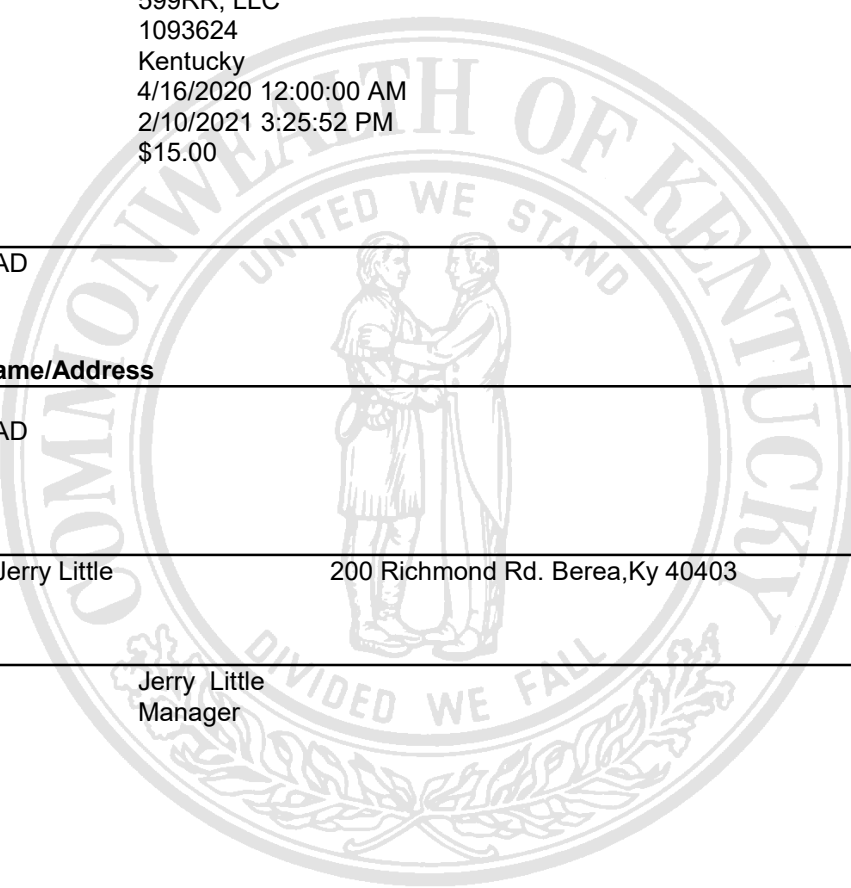 599RR, LLC
1093624
Kentucky
4/16/2020 12:00:00 AM
2/10/2021 3:25:52 PM
$15.00
COMMONWEALTH OF KENTUCKY
UNITED WE STAND
AD
ame/Address
AD
Jerry Little 200 Richmond Rd. Berea,Ky 40403
DIVIDED WE FALL
Jerry Little
Manager